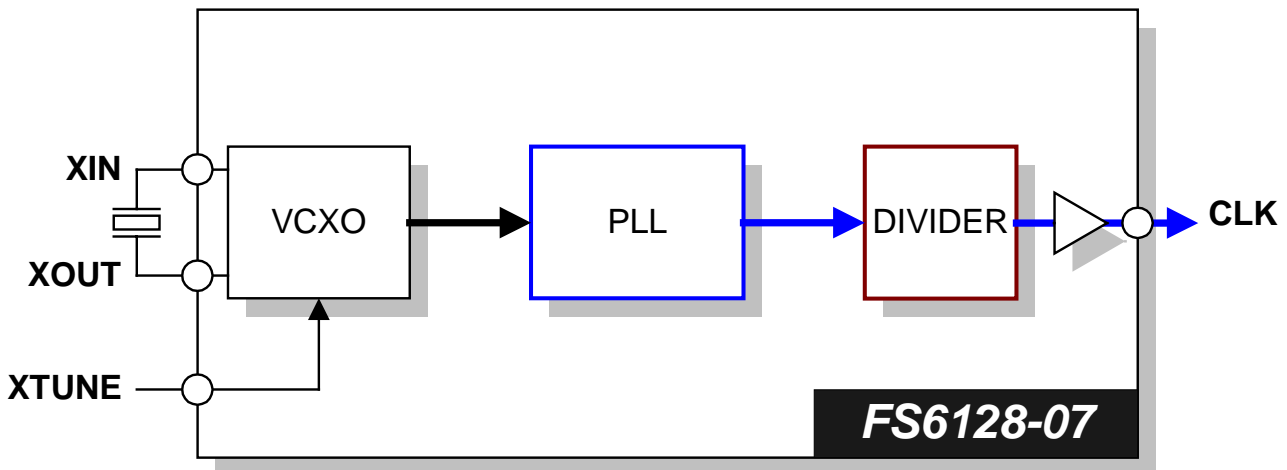 XIN
XOUT
XTUNE
VCXO
PLL
DIVIDER
CLK
FS6128-07